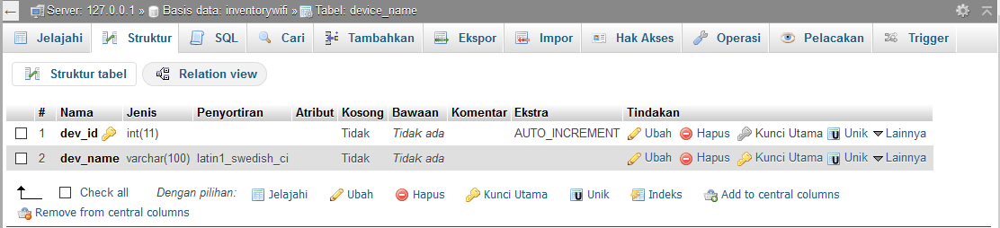 Server: 127.0.0.1 » Basis data: inventorywifi » Tabel: device_name
Jelajahi Struktur SQL Cari Tambahkan Ekspor Impor Hak Akses Operasi Pelacakan Trigger
Struktur tabel Relation view
# Nama Jenis Penyortiran Atribut Kosong Bawaan Komentar Ekstra Tindakan
1 dev_id int(11) Tidak Tidak ada AUTO_INCREMENT Ubah Hapus Kunci Utama Unik Lainnya
2 dev_name varchar(100) latin1_swedish_ci Tidak Tidak ada Ubah Hapus Kunci Utama Unik Lainnya
Check all Dengan pilihan: Jelajahi Ubah Hapus Kunci Utama Unik Indeks Add to central columns
Remove from central columns